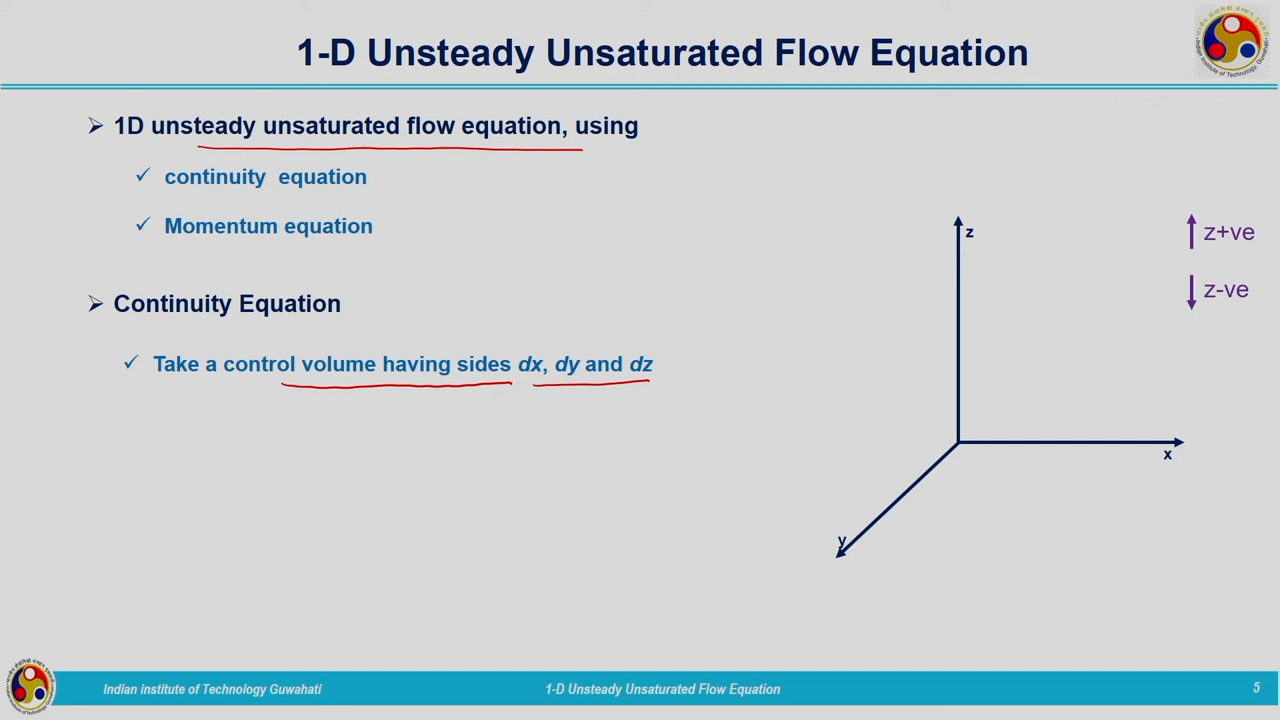 1-D Unsteady Unsaturated Flow Equation
➢ 1D unsteady unsaturated flow equation, using
✓ continuity equation
✓ Momentum equation
➢ Continuity Equation
✓ Take a control volume having sides dx, dy and dz
z
z+ve
z-ve
x
y
Indian institute of Technology Guwahati
1-D Unsteady Unsaturated Flow Equation
5